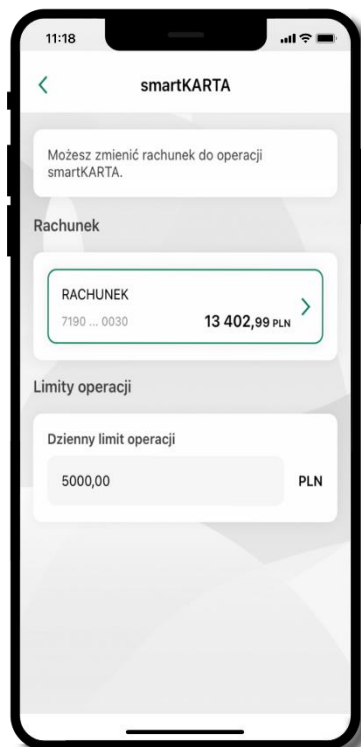 11:18
smartKARTA
Możesz zmienić rachunek do operacji
smartKARTA.
Rachunek
RACHUNEK
7190 ... 0030 13 402,99 PLN
Limity operacji
Dzienny limit operacji
5000,00 PLN